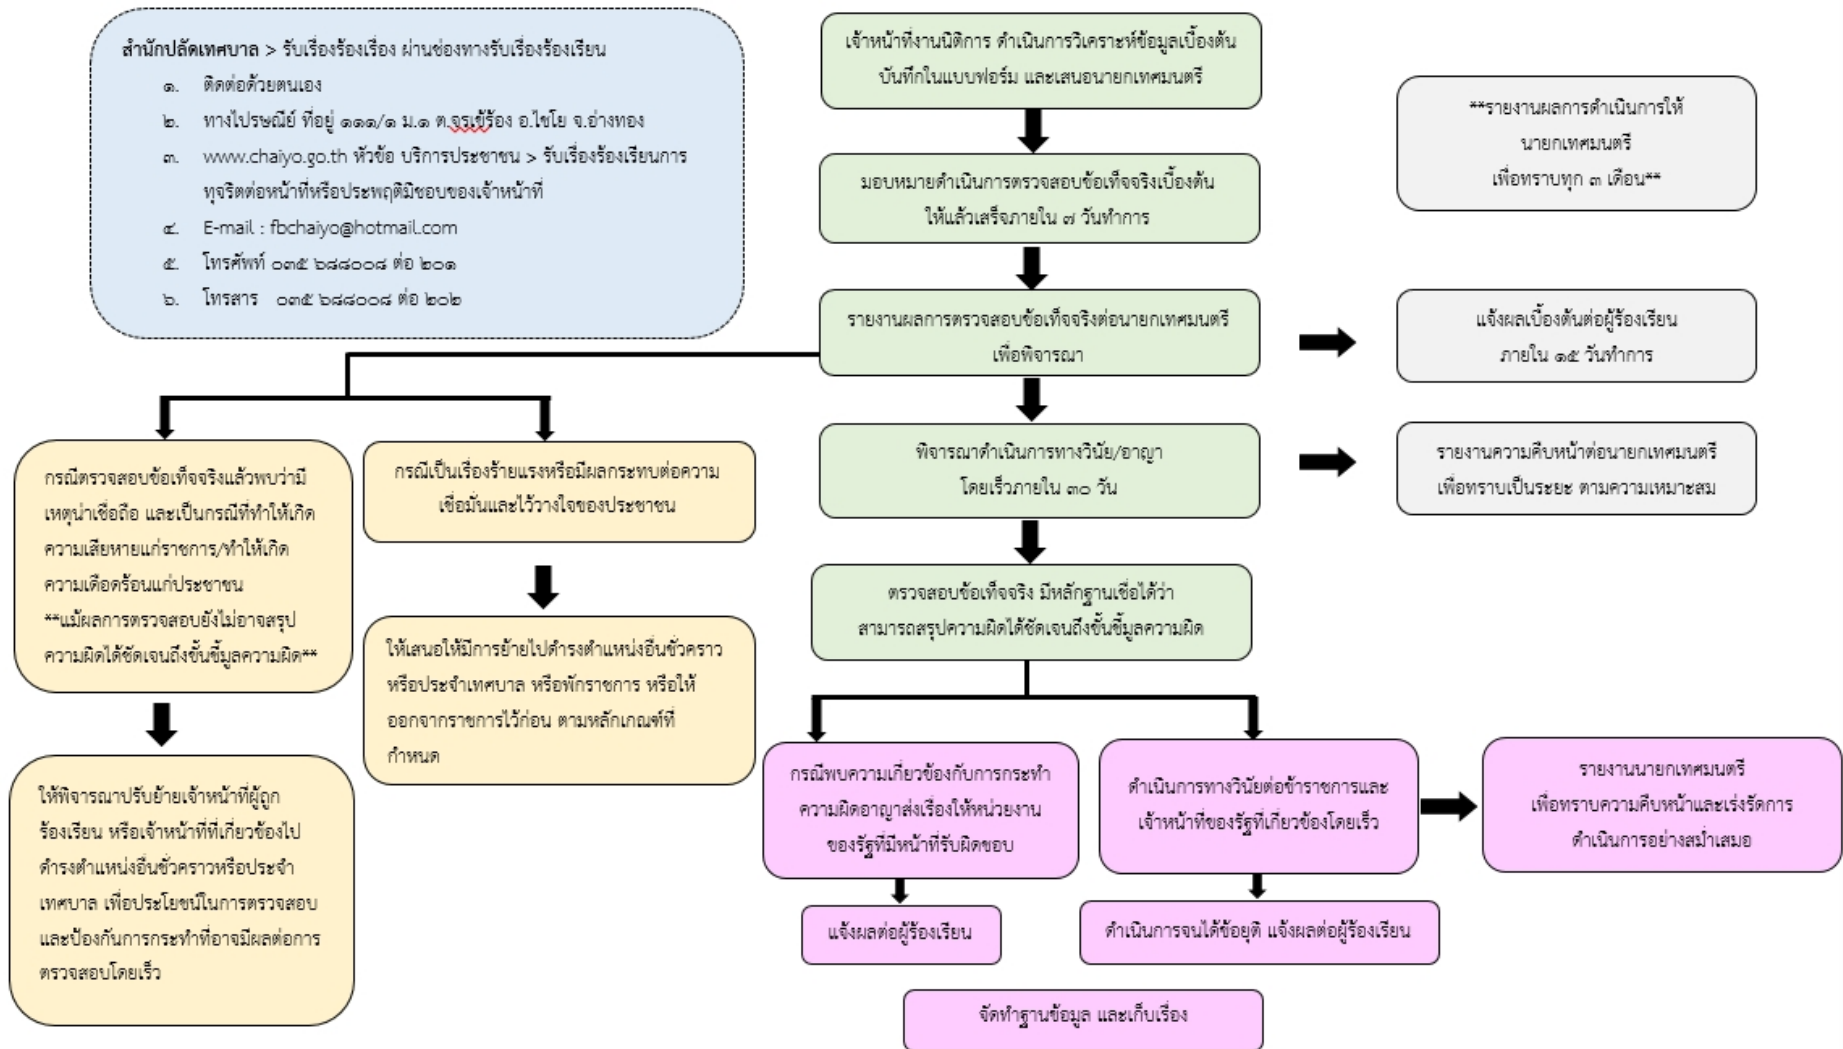 สำนักปลัดเทศบาล > รับเรื่องร้องเรื่อง ผ่านช่องทางรับเรื่องร้องเรียน
๑. ติดต่อด้วยตนเอง
๒. ทางไปรษณีย์ ที่อยู่ ๑๑๑/๑ ม.๑ ต.จรเข้ร้อง อ.ไชโย จ.อ่างทอง
๓. www.chaiyo.go.th หัวข้อ บริการประชาชน > รับเรื่องร้องเรียนการ
ทุจริตต่อหน้าที่หรือประพฤติมิชอบของเจ้าหน้าที่
๔. E-mail : fbchaiyo@hotmail.com
๕. โทรศัพท์ ๐๓๕ ๖๘๘๐๐๘ ต่อ ๒๐๑
๖. โทรสาร ๐๓๕ ๖๘๘๐๐๘ ต่อ ๒๐๒
เจ้าหน้าที่งานนิติการ ดำเนินการวิเคราะห์ข้อมูลเบื้องต้น
บันทึกในแบบฟอร์ม และเสนอนายกเทศมนตรี
**รายงานผลการดำเนินการให้
นายกเทศมนตรี
เพื่อทราบทุก ๓ เดือน**
มอบหมายดำเนินการตรวจสอบข้อเท็จจริงเบื้องต้น
ให้แล้วเสร็จภายใน ๗ วันทำการ
รายงานผลการตรวจสอบข้อเท็จจริงต่อนายกเทศมนตรี
เพื่อพิจารณา
แจ้งผลเบื้องต้นต่อผู้ร้องเรียน
ภายใน ๑๕ วันทำการ
พิจารณาดำเนินการทางวินัย/อาญา
โดยเร็วภายใน ๓๐ วัน
รายงานความคืบหน้าต่อนายกเทศมนตรี
เพื่อทราบเป็นระยะ ตามความเหมาะสม
กรณีตรวจสอบข้อเท็จจริงแล้วพบว่ามี
เหตุน่าเชื่อถือ และเป็นกรณีที่ทำให้เกิด
ความเสียหายแก่ราชการ/ทำให้เกิด
ความเดือดร้อนแก่ประชาชน
**แม้ผลการตรวจสอบยังไม่อาจสรุป
ความผิดได้ชัดเจนถึงขั้นชี้มูลความผิด**
กรณีเป็นเรื่องร้ายแรงหรือมีผลกระทบต่อความ
เชื่อมั่นและไว้วางใจของประชาชน
ตรวจสอบข้อเท็จจริง มีหลักฐานเชื่อได้ว่า
สามารถสรุปความผิดได้ชัดเจนถึงขั้นชี้มูลความผิด
ให้เสนอให้มีการย้ายไปดำรงตำแหน่งอื่นชั่วคราว
หรือประจำเทศบาล หรือพักราชการ หรือให้
ออกจากราชการไว้ก่อน ตามหลักเกณฑ์ที่
กำหนด
ให้พิจารณาปรับย้ายเจ้าหน้าที่ผู้ถูก
ร้องเรียน หรือเจ้าหน้าที่ที่เกี่ยวข้องไป
ดำรงตำแหน่งอื่นชั่วคราวหรือประจำ
เทศบาล เพื่อประโยชน์ในการตรวจสอบ
และป้องกันการกระทำที่อาจมีผลต่อการ
ตรวจสอบโดยเร็ว
กรณีพบความเกี่ยวข้องกับการกระทำ
ความผิดอาญาส่งเรื่องให้หน่วยงาน
ของรัฐที่มีหน้าที่รับผิดชอบ
ดำเนินการทางวินัยต่อข้าราชการและ
เจ้าหน้าที่ของรัฐที่เกี่ยวข้องโดยเร็ว
รายงานนายกเทศมนตรี
เพื่อทราบความคืบหน้าและเร่งรัดการ
ดำเนินการอย่างสม่ำเสมอ
แจ้งผลต่อผู้ร้องเรียน
ดำเนินการจนได้ข้อยุติ แจ้งผลต่อผู้ร้องเรียน
จัดทำฐานข้อมูล และเก็บเรื่อง